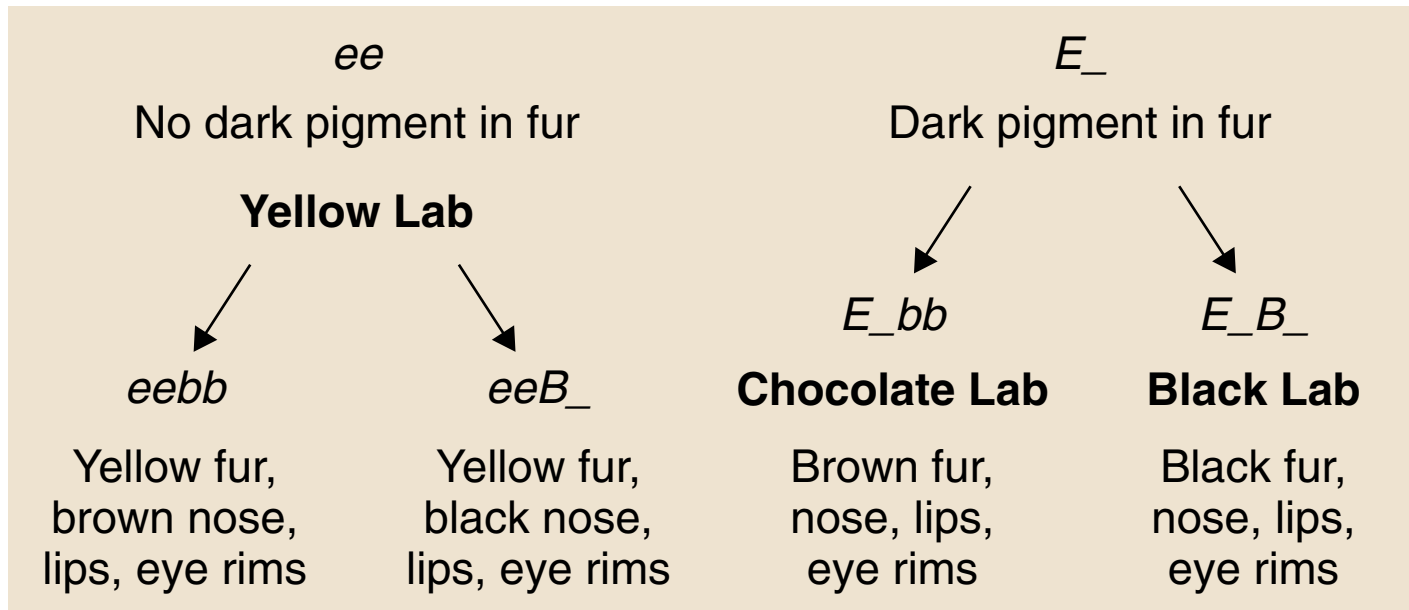 ee
No dark pigment in fur
Yellow Lab
eebb
Yellow fur,
brown nose,
lips, eye rims
eeB_
Yellow fur,
black nose,
lips, eye rims
E_
Dark pigment in fur
E_bb
Chocolate Lab
Brown fur,
nose, lips,
eye rims
E_B_
Black Lab
Black fur,
nose, lips,
eye rims